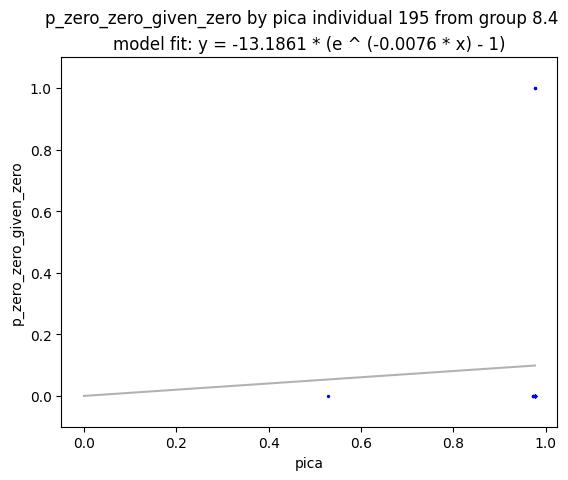 p_zero_zero_given_zero by pica individual 195 from group 8.4
model fit: y = -13.1861 * (e ^ (-0.0076 * x) - 1)
1.0
0.8
0.6
0.4
0.2
0.0
p_zero_zero_given_zero
0.0 0.2 0.4 0.6 0.8 1.0
pica